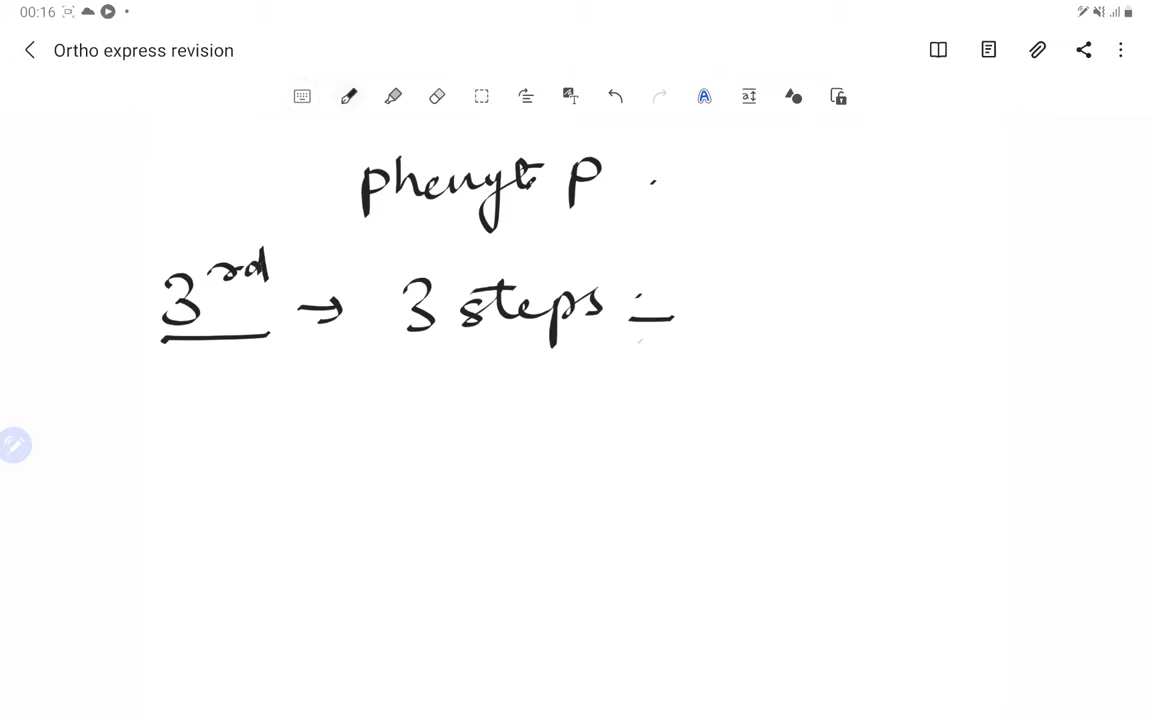 00:16
Ortho express revision
phenyt P .
3rd → 3 steps :-